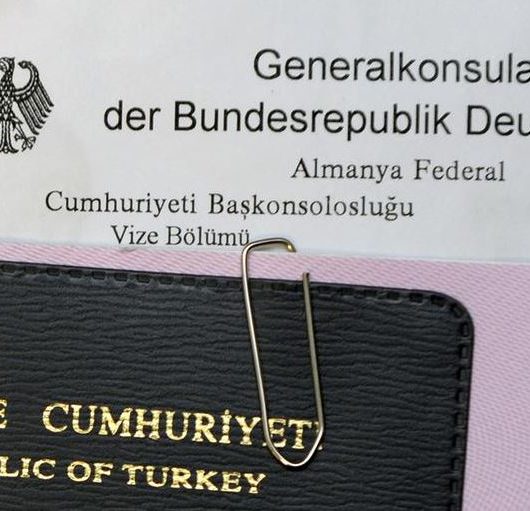 Generalkonsula
der Bundesrepublik Deu
Almanya Federal
Cumhuriyeti Başkonsolosluğu
Vize Bölümü
E CUMHURİYETİ
LIC OF TURKEY